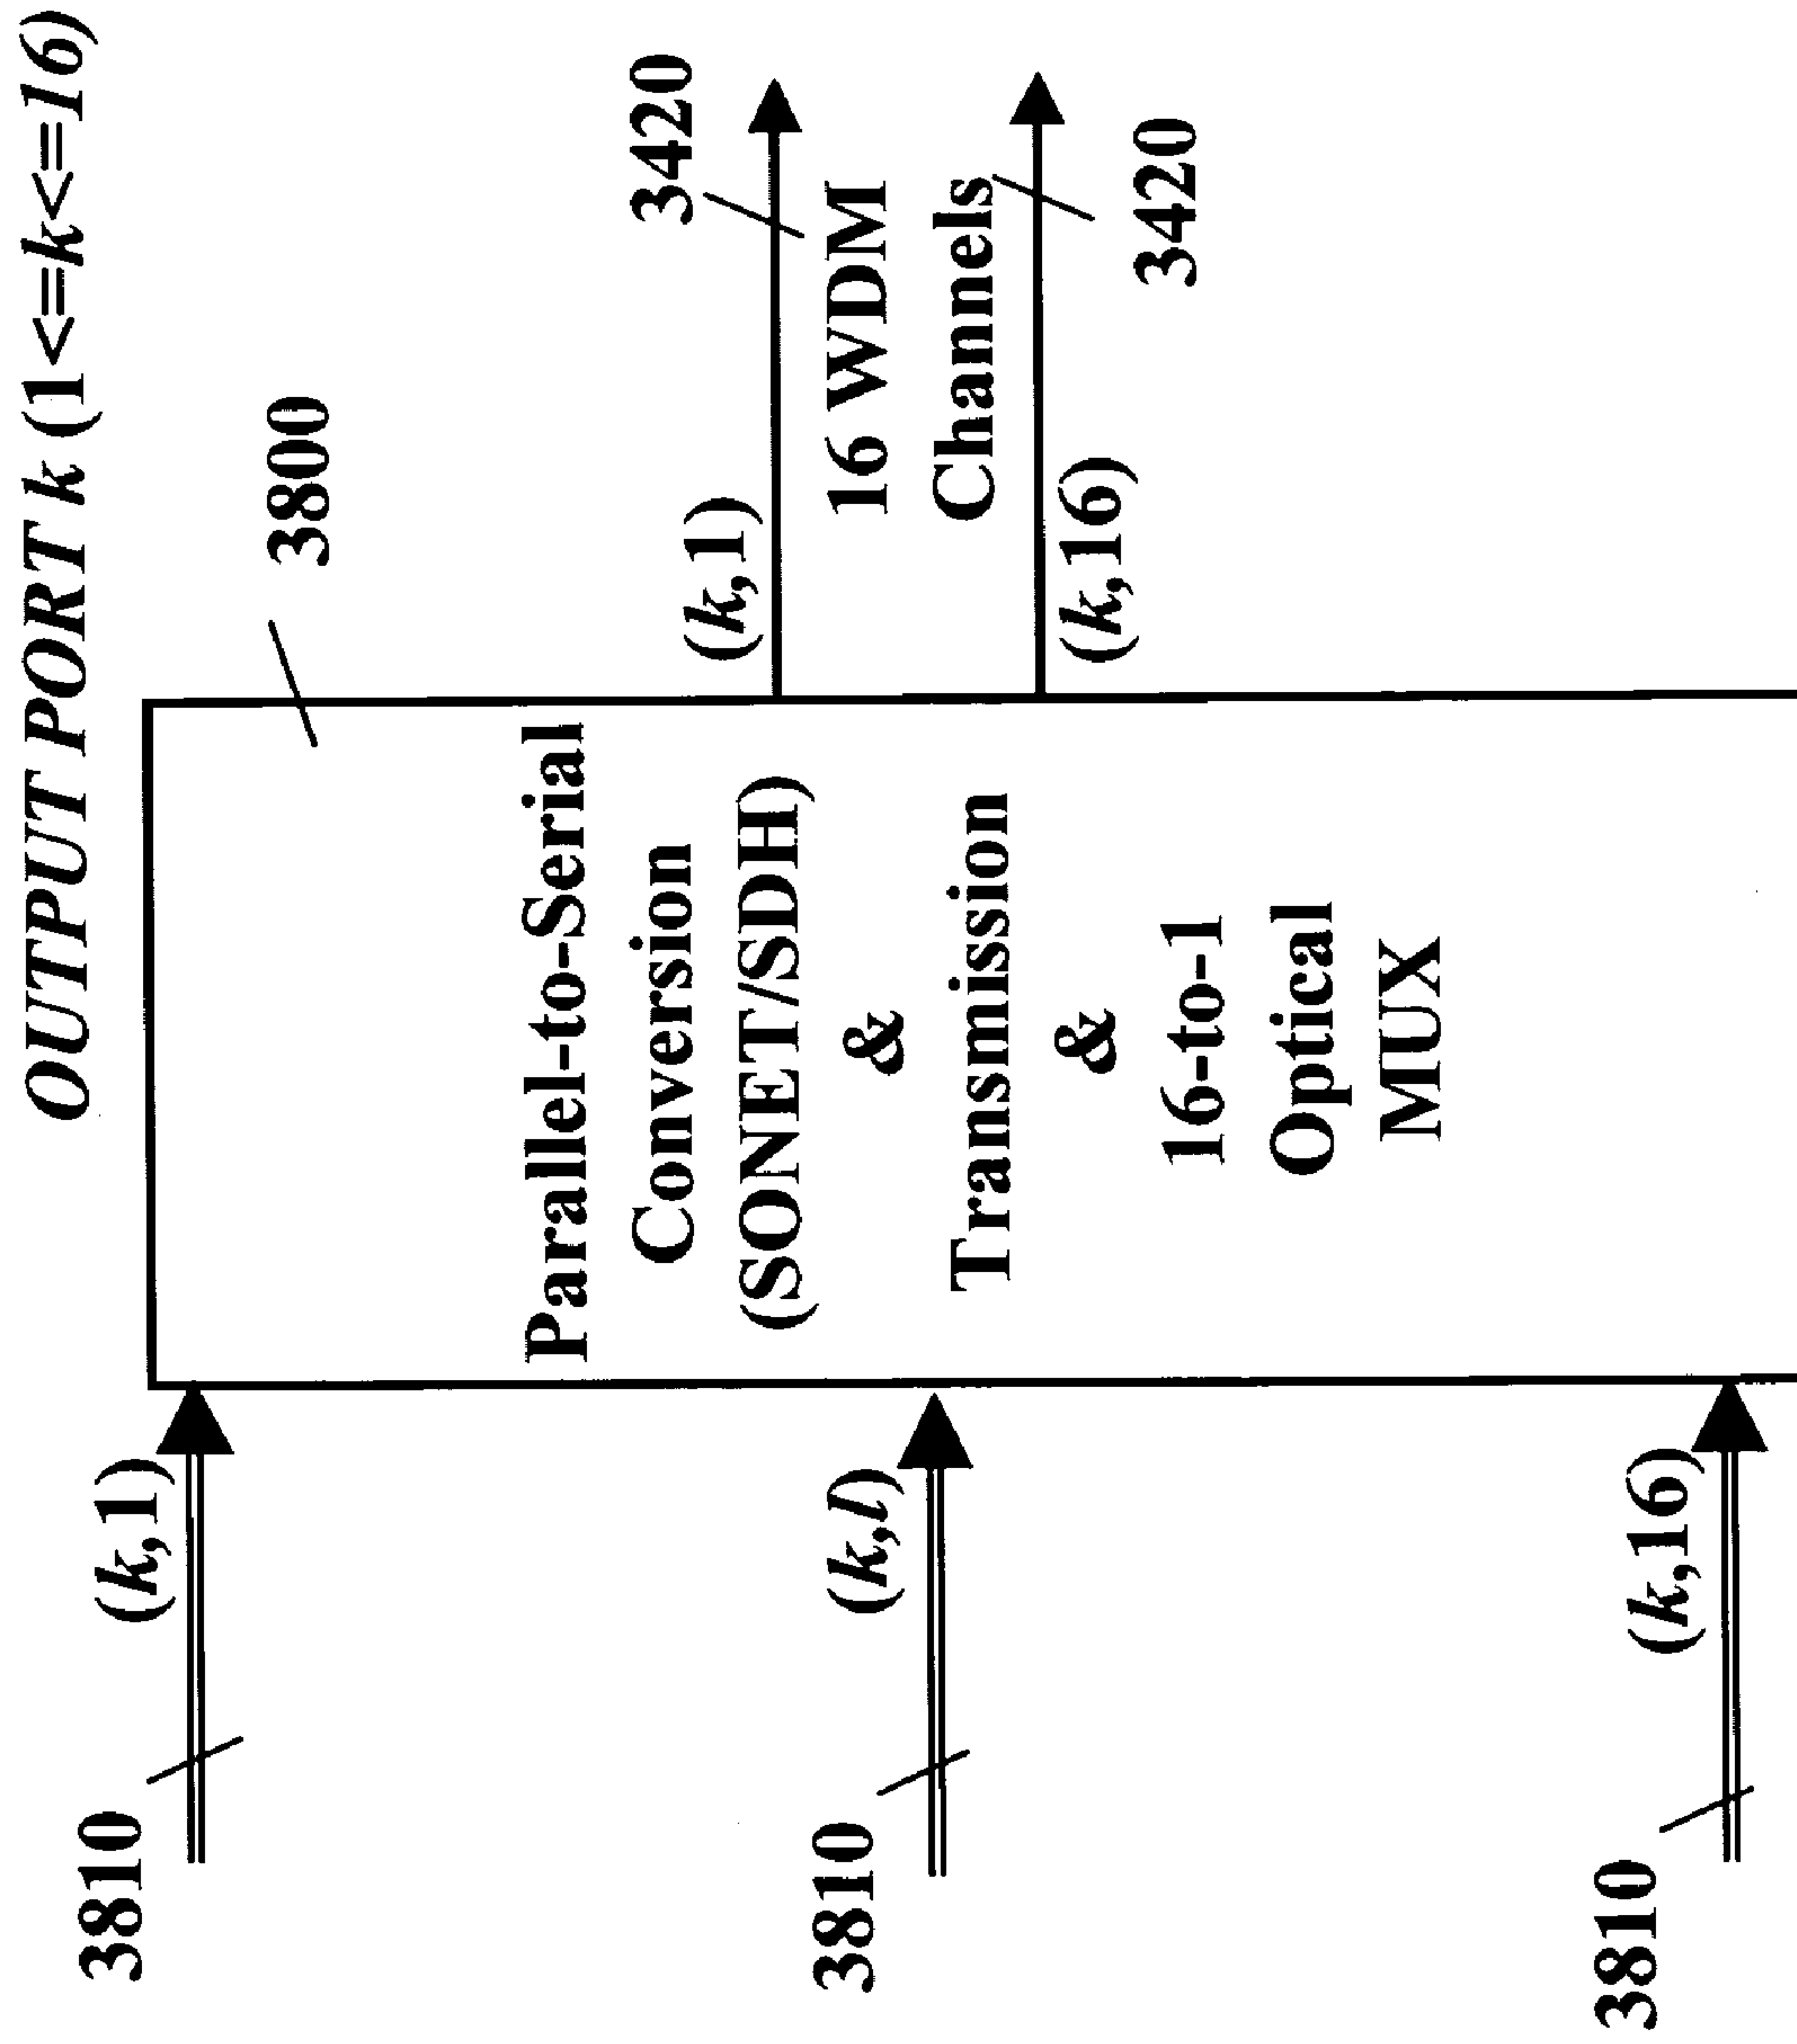 OUTPUT PORT k (1<=k<=16)
3800
3810
(k,1)
3810
(k,l)
3810
(k,16)
Parallel-to-Serial
Conversion
(SONET/SDH)
&
Transmission
&
16-to-1
Optical
MUX
3420
(k,1)
16 WDM
Channels
(k,16)
3420